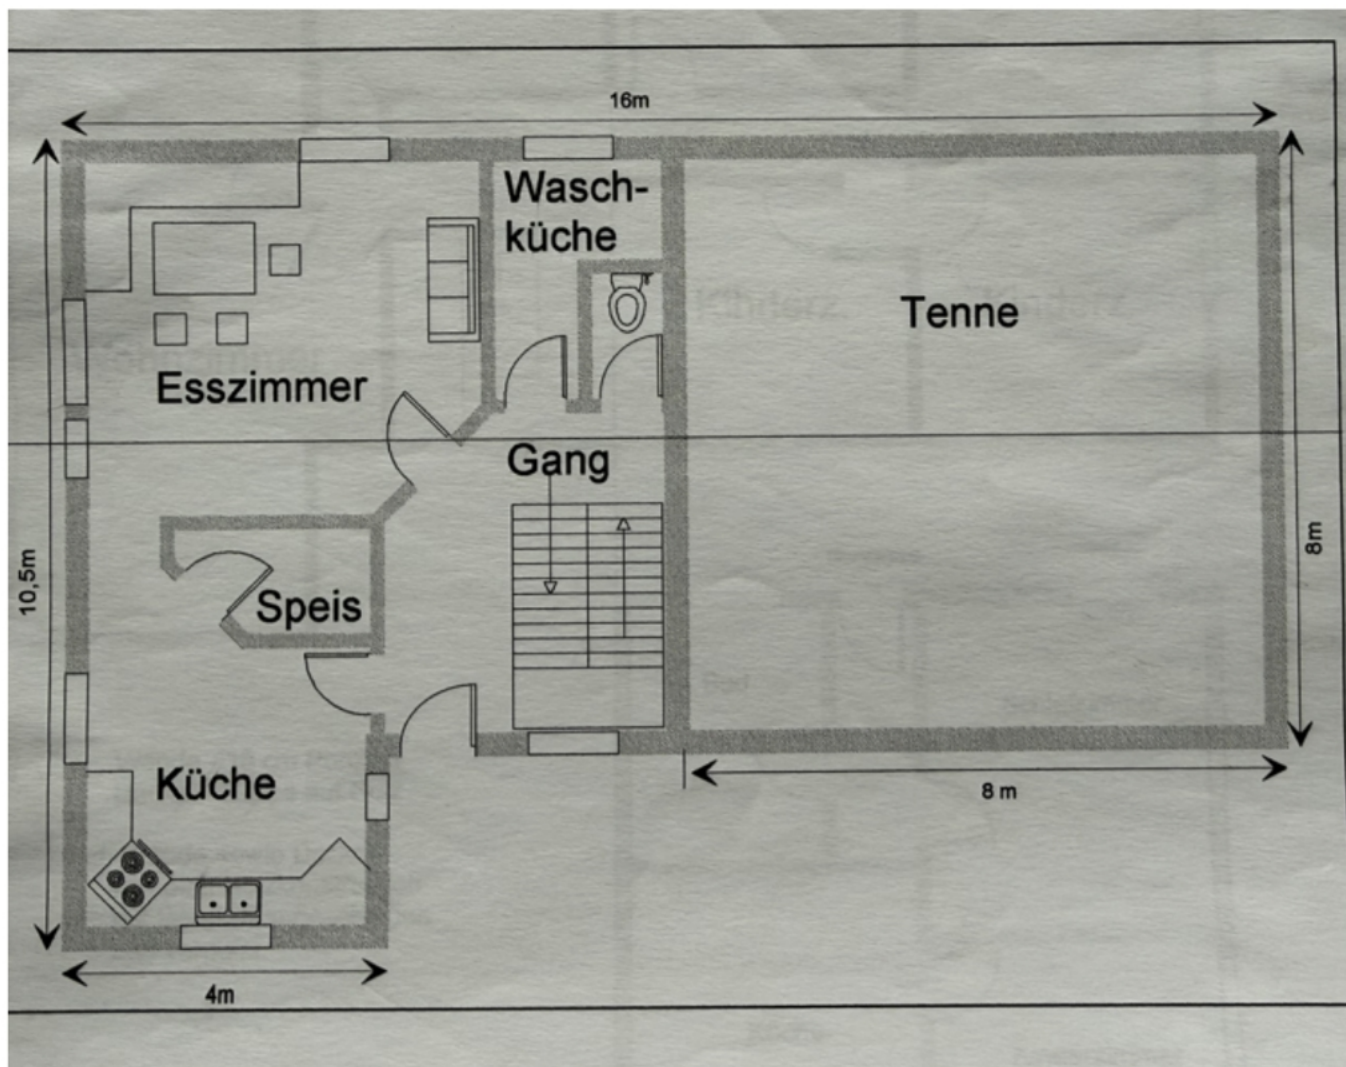 16m
Wasch-
küche
Tenne
Esszimmer
Gang
10,5m
8m
Speis
Küche
8 m
4m